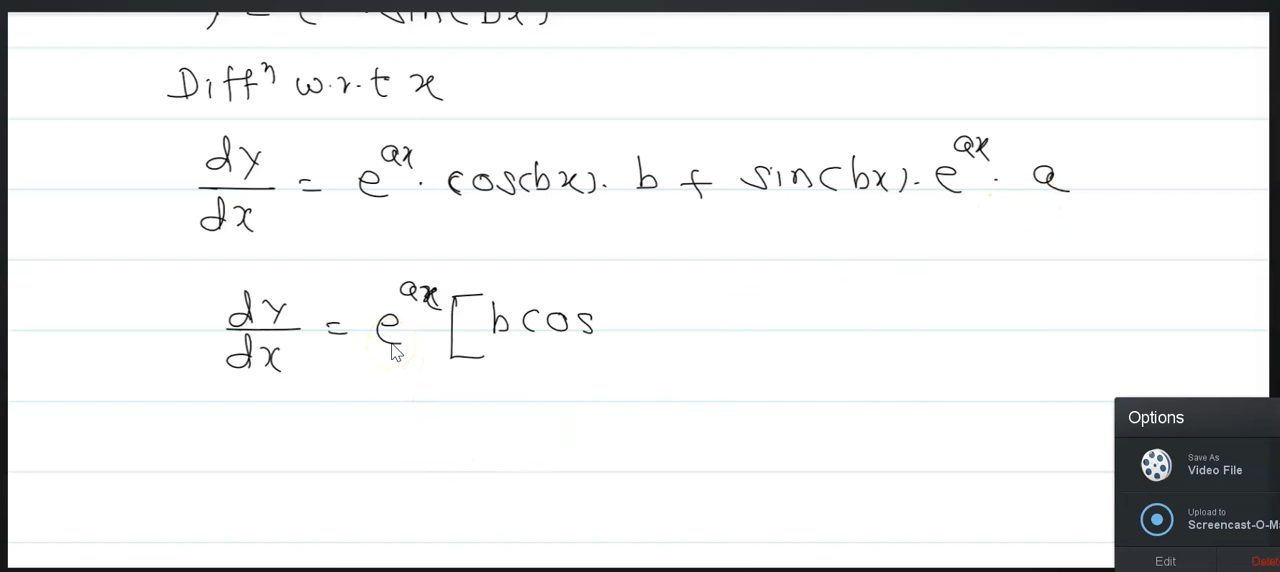 Diffⁿ w.r.t x
dy/dx = e^ax . cos(bx). b + sin(bx). e^ax . a
dy/dx = e^ax [ b cos
Options
Save As
Video File
Upload to
Edit